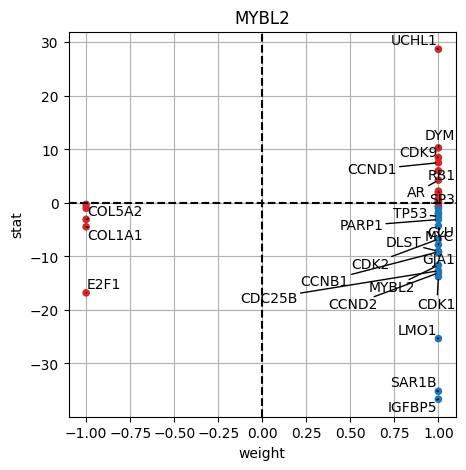 MYBL2
UCHL1
DYM
CDK9
CCND1
RB1
AR
SP3
COL5A2
TP53
PARP1
COL1A1
MYC
DLST
GJA1
CDK2
E2F1
CCNB1
MYBL2
CDC25B
CCND2
CDK1
LMO1
SAR1B
IGFBP5
stat
30
20
10
0
−10
−20
−30
−1.00
−0.75
−0.50
−0.25
0.00
0.25
0.50
0.75
1.00
weight